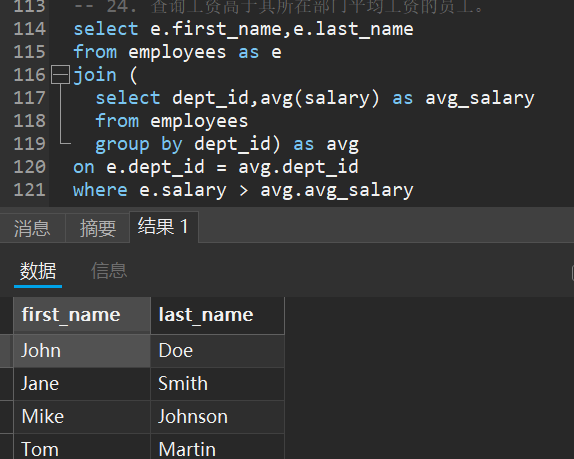 113 -- 24. 查询工资高于其所在部门平均工资的员工。
114 select e.first_name,e.last_name
115 from employees as e
116 join (
117 select dept_id,avg(salary) as avg_salary
118 from employees
119 group by dept_id) as avg
120 on e.dept_id = avg.dept_id
121 where e.salary > avg.avg_salary
消息 摘要 结果 1
数据 信息
first_name last_name
John Doe
Jane Smith
Mike Johnson
Tom Martin